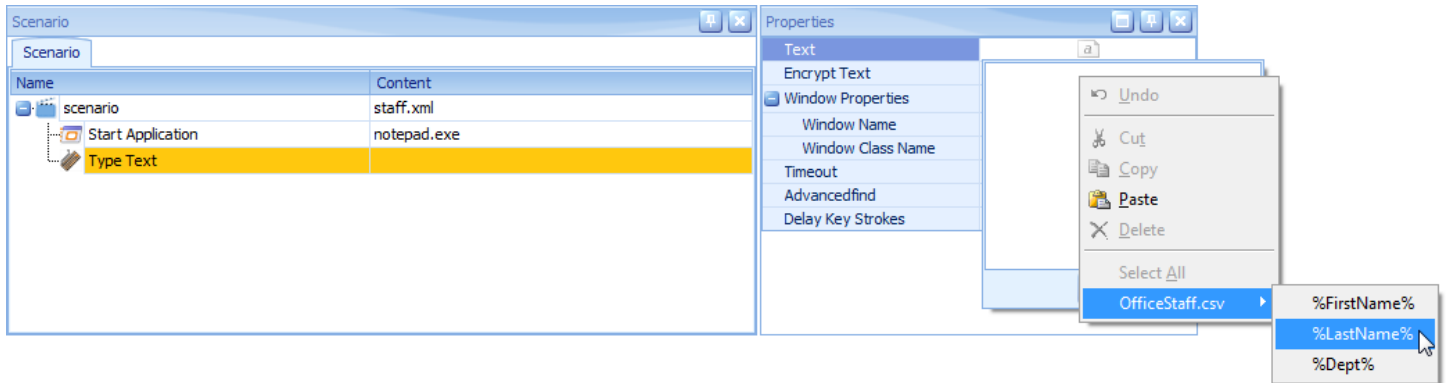 Scenario
Scenario
Name Content
scenario staff.xml
Start Application notepad.exe
Type Text
Properties
Text a
Encrypt Text
Window Properties
Window Name
Window Class Name
Timeout
Advancedfind
Delay Key Strokes
Undo
Cut
Copy
Paste
Delete
Select All
OfficeStaff.csv
%FirstName%
%LastName%
%Dept%